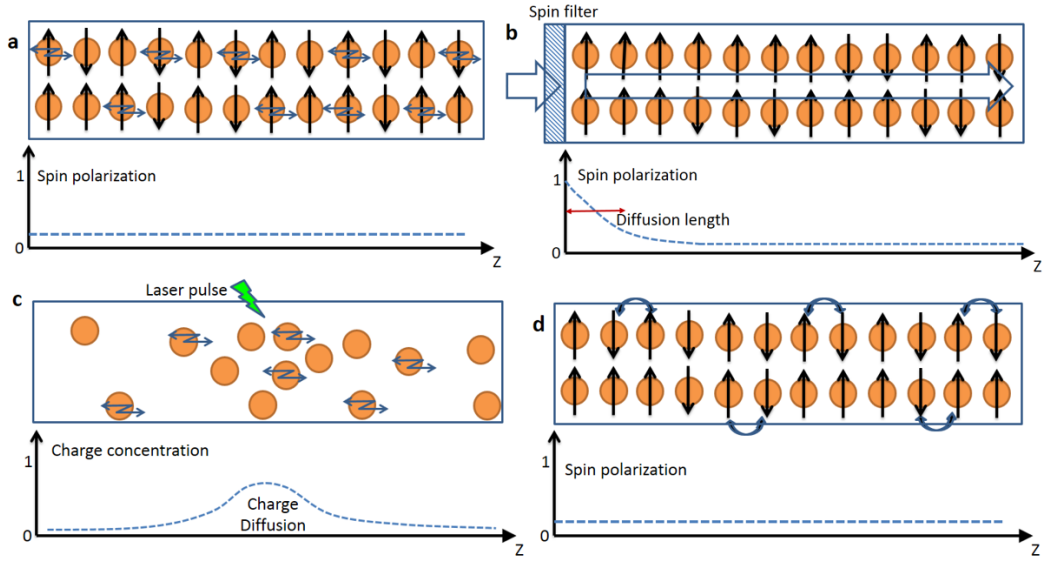 a
1
Spin polarization
0
Z
Spin filter
b
1
Spin polarization
Diffusion length
0
Z
c
Laser pulse
Charge concentration
1
Charge
Diffusion
0
Z
d
1
Spin polarization
0
Z